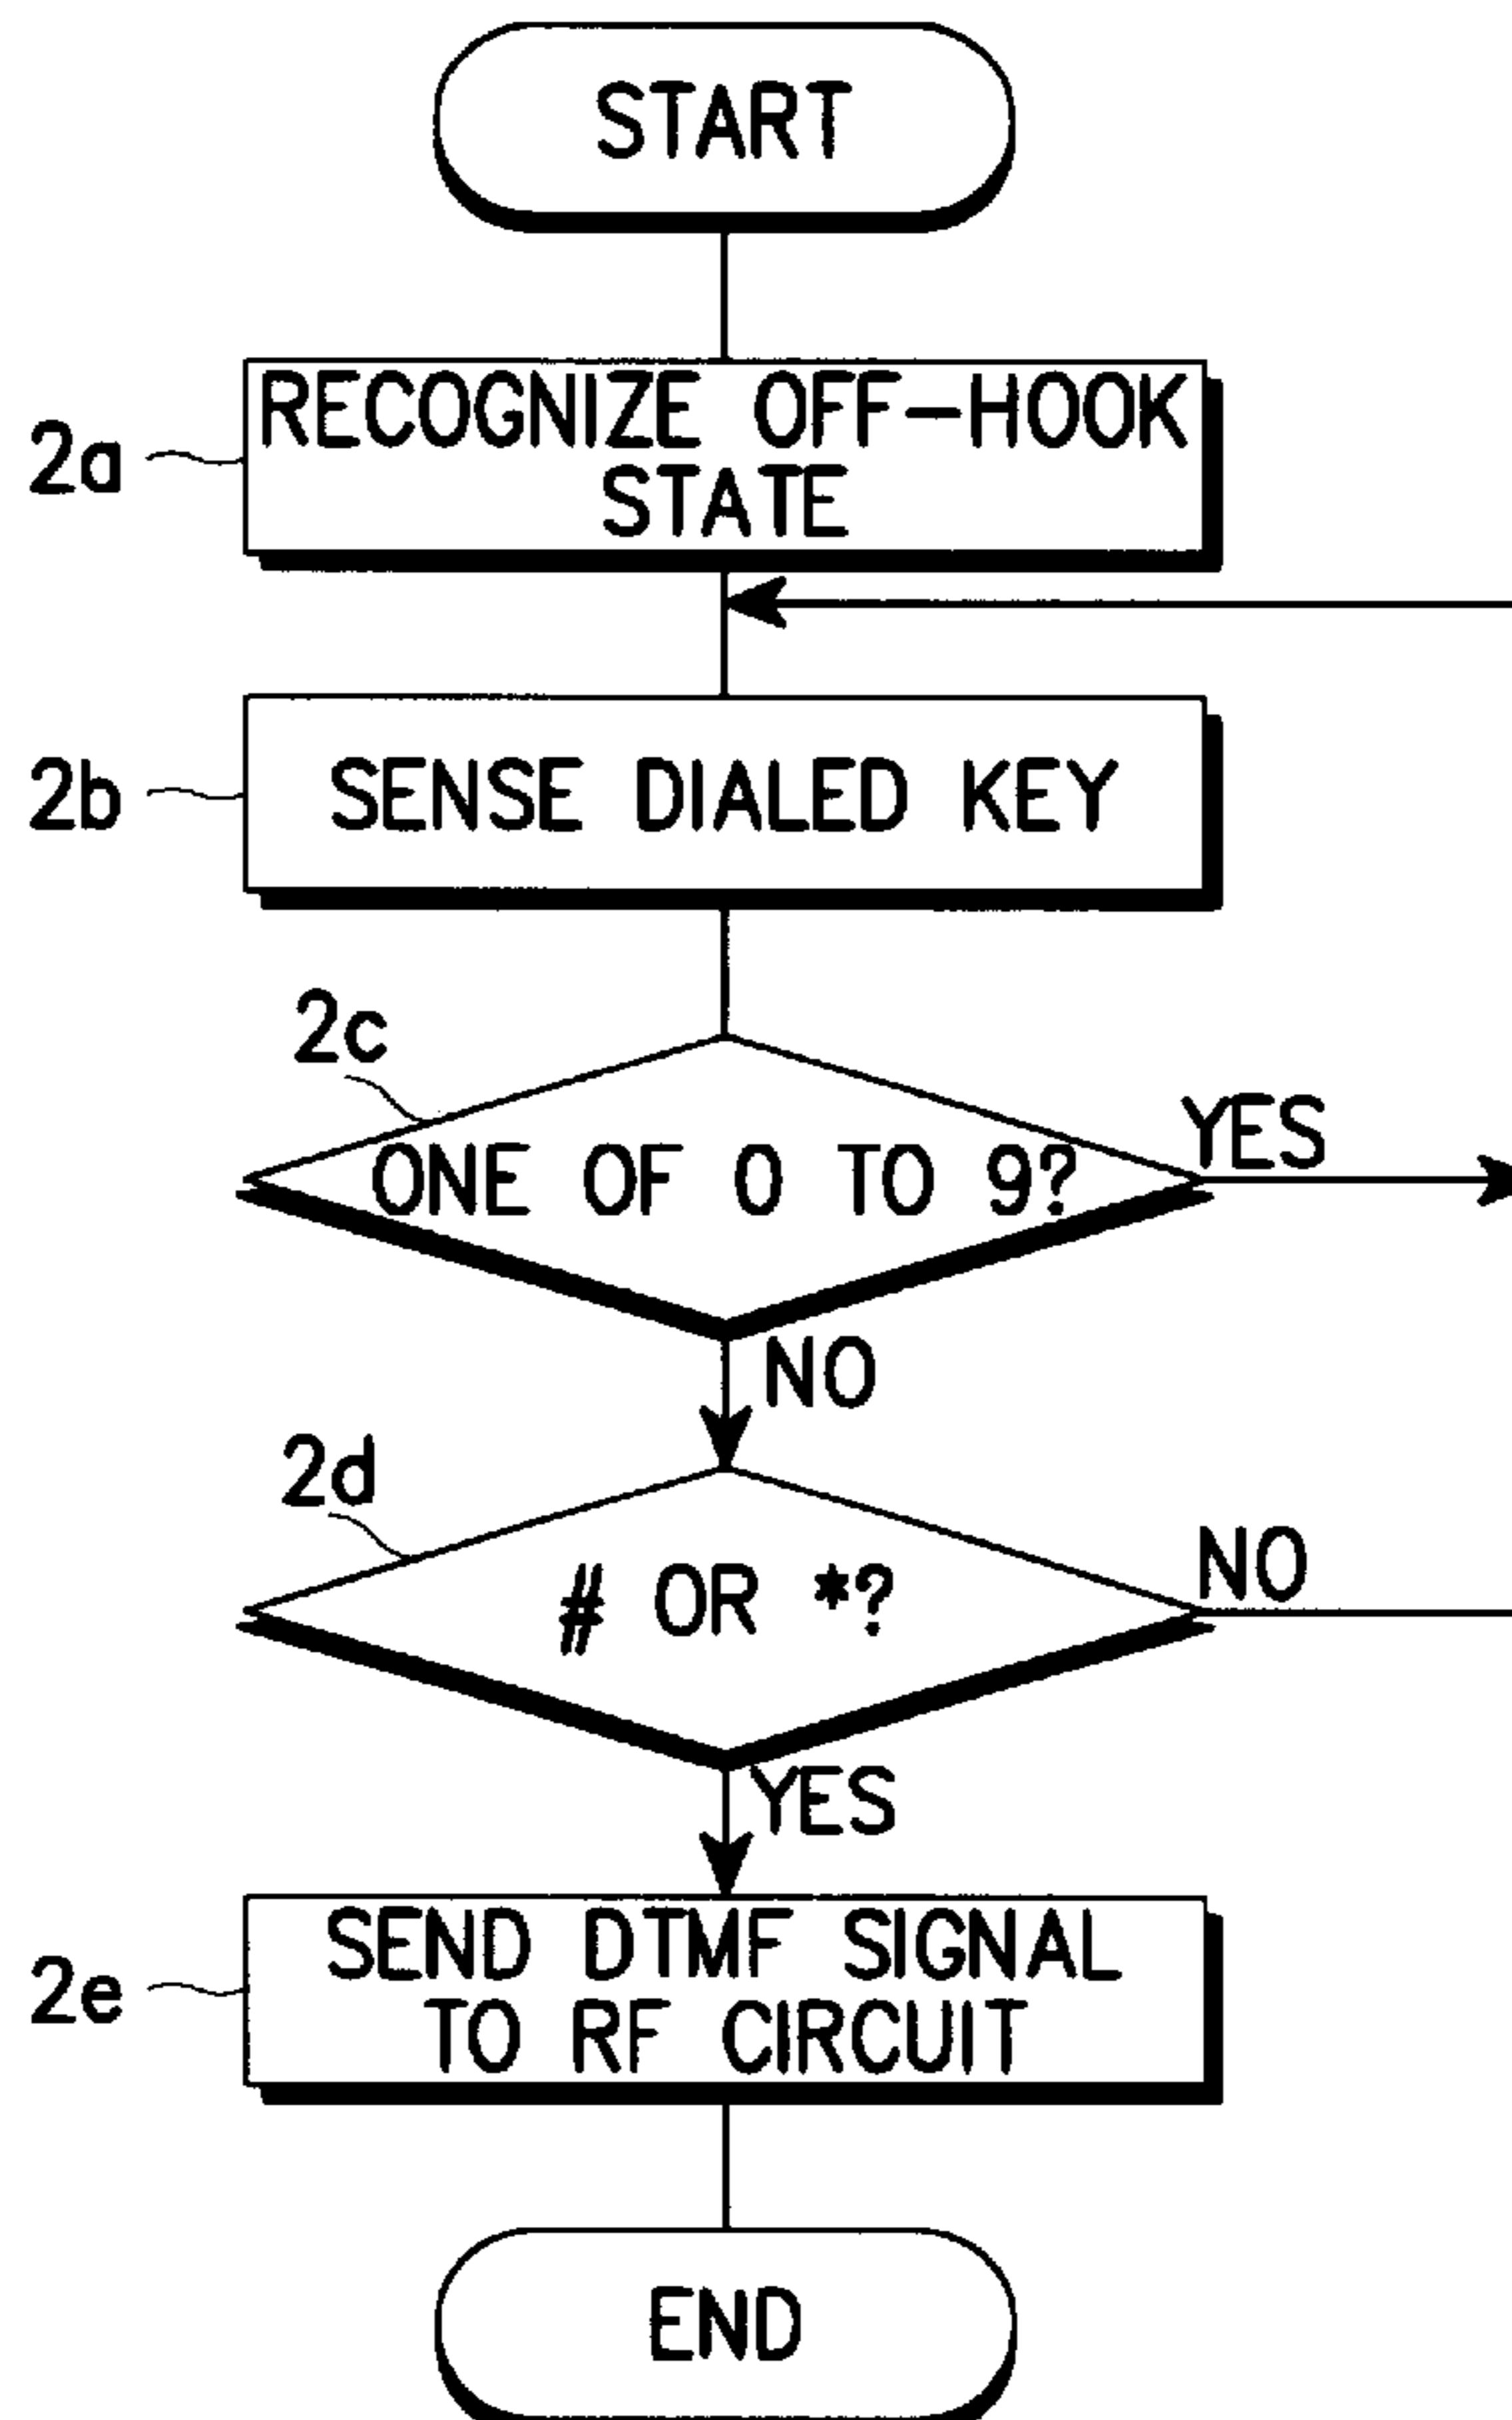 START
2a
RECOGNIZE OFF-HOOK
STATE
2b
SENSE DIALED KEY
2c
ONE OF 0 TO 9?
YES
NO
2d
# OR *?
NO
YES
2e
SEND DTMF SIGNAL
TO RF CIRCUIT
END